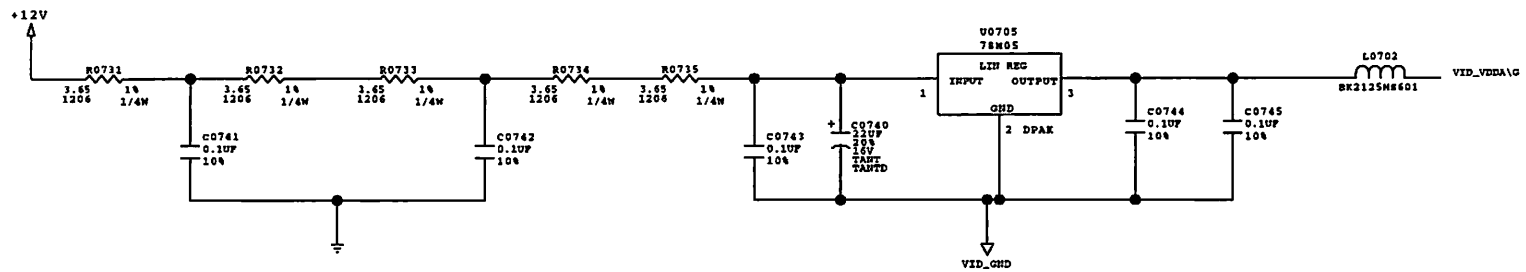 +12V
R0731
3.65 1%
1206 1/4W
R0732
3.65 1%
1206 1/4W
R0733
3.65 1%
1206 1/4W
R0734
3.65 1%
1206 1/4W
R0735
3.65 1%
1206 1/4W
C0741
0.1UF
10%
C0742
0.1UF
10%
C0743
0.1UF
10%
+
C0740
22UF
20%
16V
TANT
TANTD
U0705
78M05
LIN REG
INPUT OUTPUT
GND
1
3
2 DPAK
C0744
0.1UF
10%
C0745
0.1UF
10%
L0702
BK2125HS601
VID_VDDA\G
VID_GND